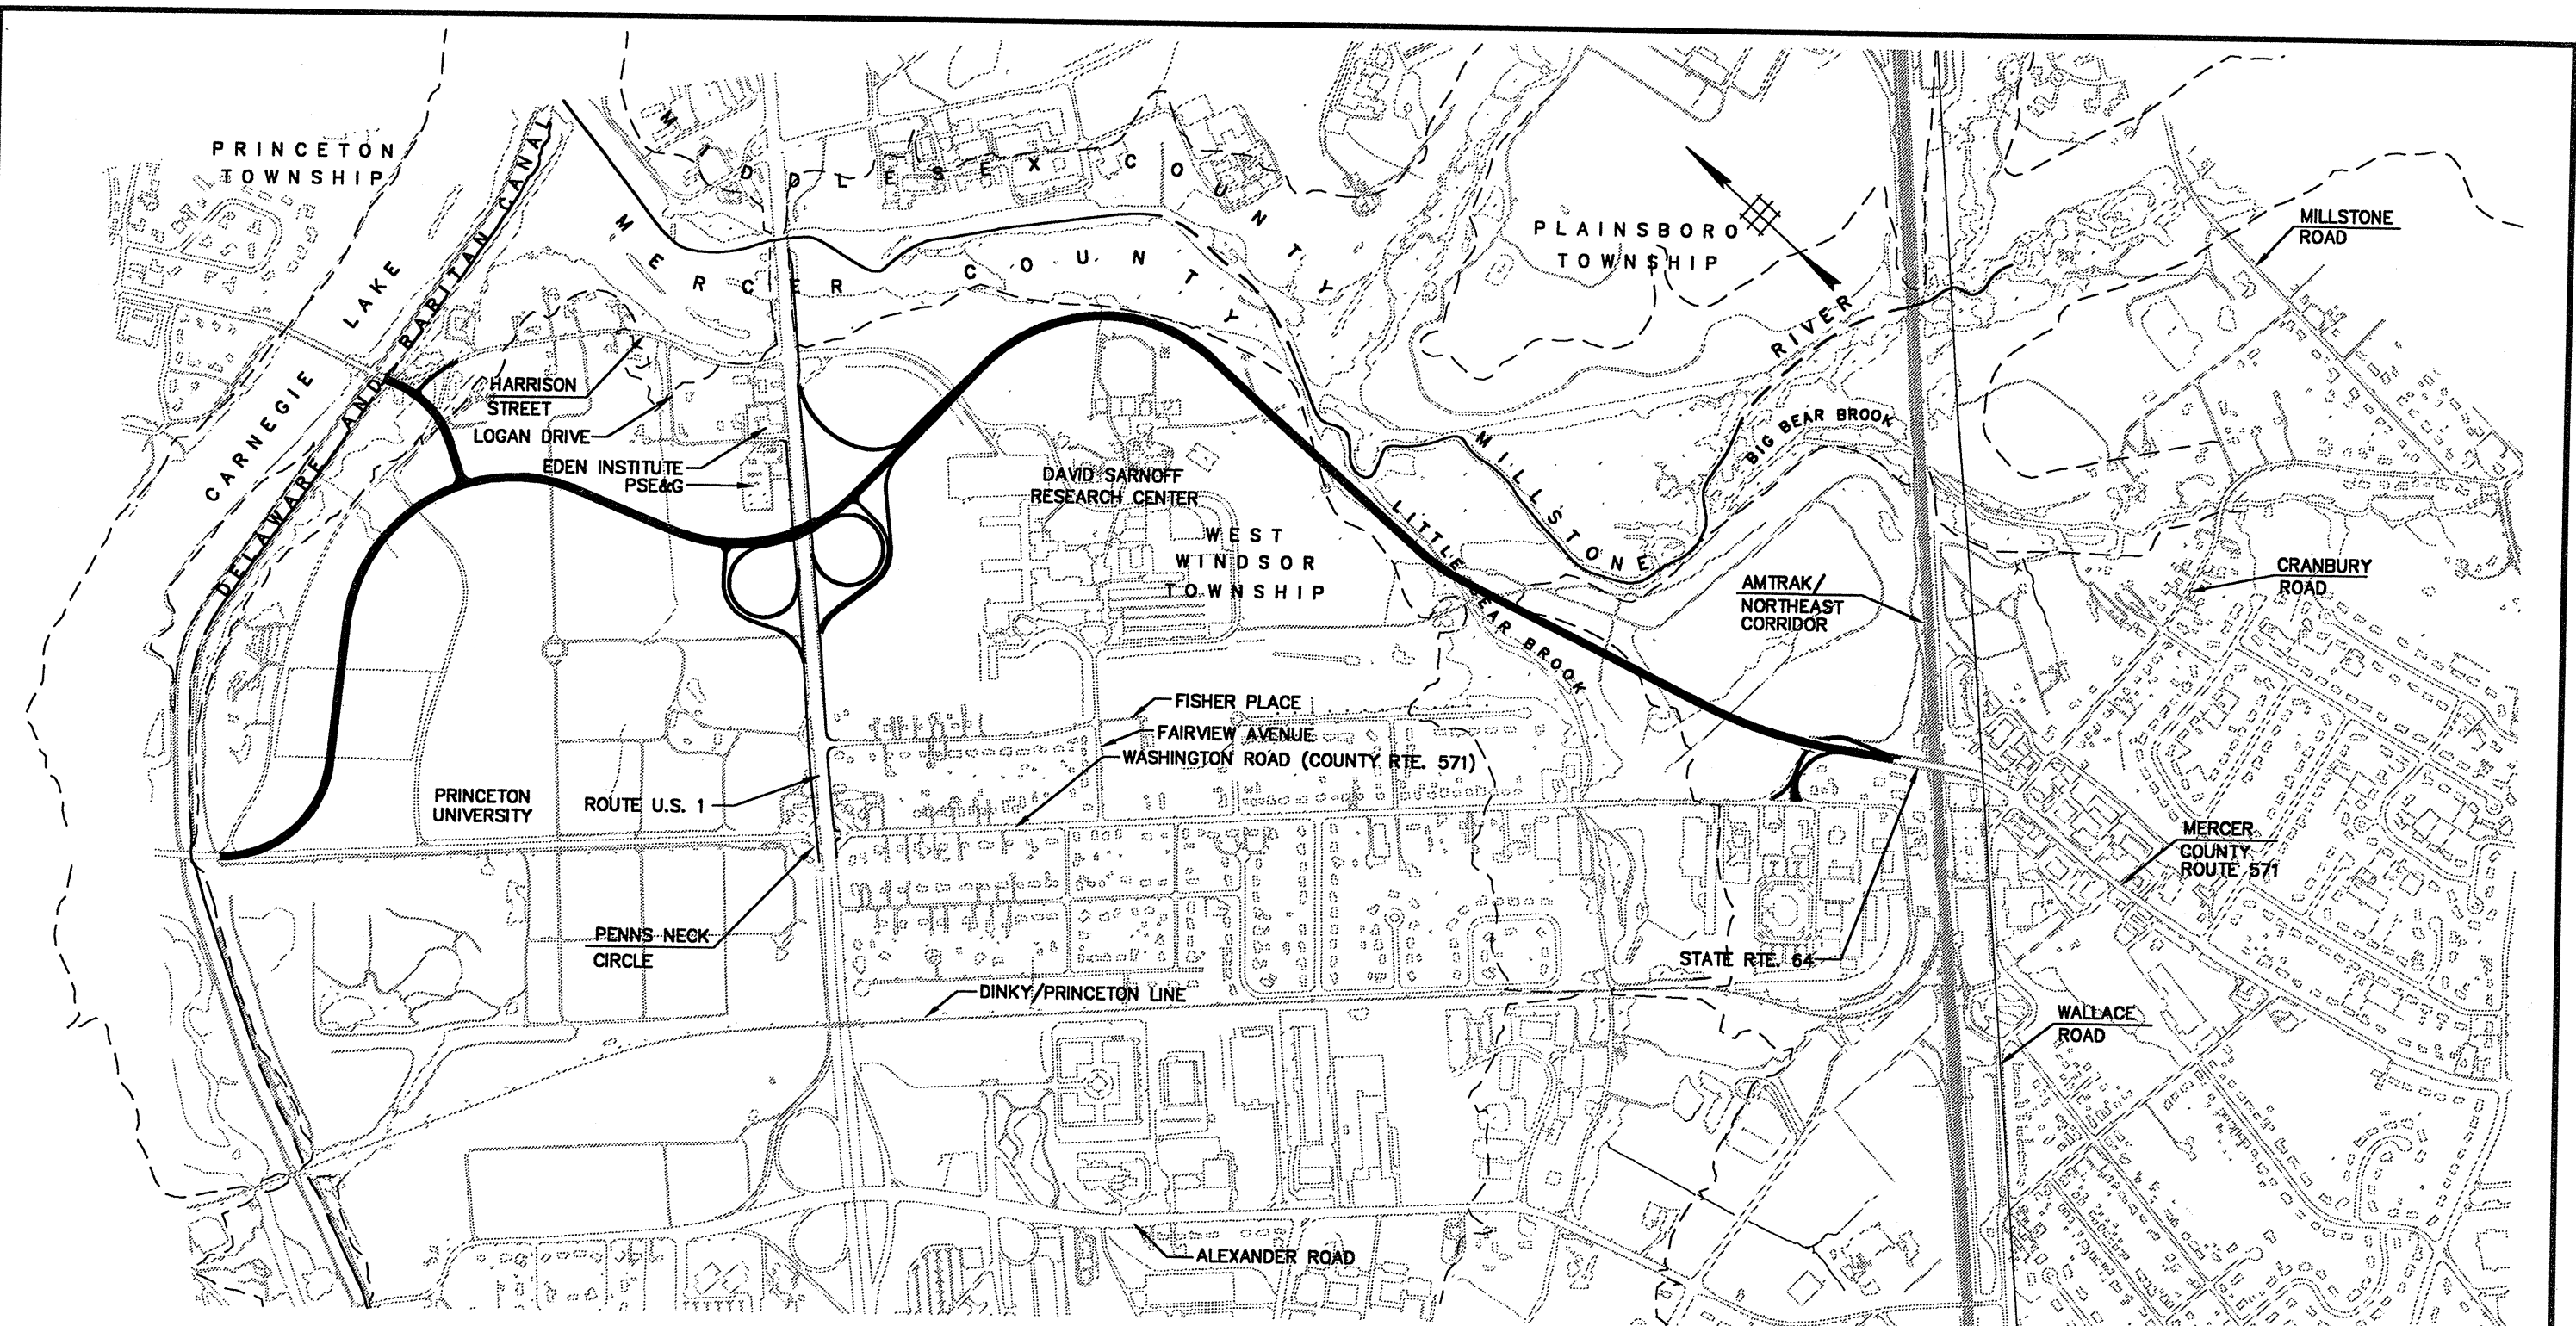 PRINCETON
TOWNSHIP
CARNEGIE LAKE
DELAWARE AND RARITAN CANAL
MIDDLESEX COUNTY
MERCER COUNTY
PLAINSBORO
TOWNSHIP
MILLSTONE
ROAD
HARRISON
STREET
LOGAN DRIVE
EDEN INSTITUTE
PSE&G
DAVID SARNOFF
RESEARCH CENTER
WEST
WINDSOR
TOWNSHIP
MILLSTONE RIVER
BIG BEAR BROOK
LITTLE BEAR BROOK
AMTRAK/
NORTHEAST
CORRIDOR
CRANBURY
ROAD
FISHER PLACE
FAIRVIEW AVENUE
WASHINGTON ROAD (COUNTY RTE. 571)
PRINCETON
UNIVERSITY
ROUTE U.S. 1
PENNS NECK
CIRCLE
MERCER
COUNTY
ROUTE 571
STATE RTE. 64
DINKY/PRINCETON LINE
WALLACE
ROAD
ALEXANDER ROAD